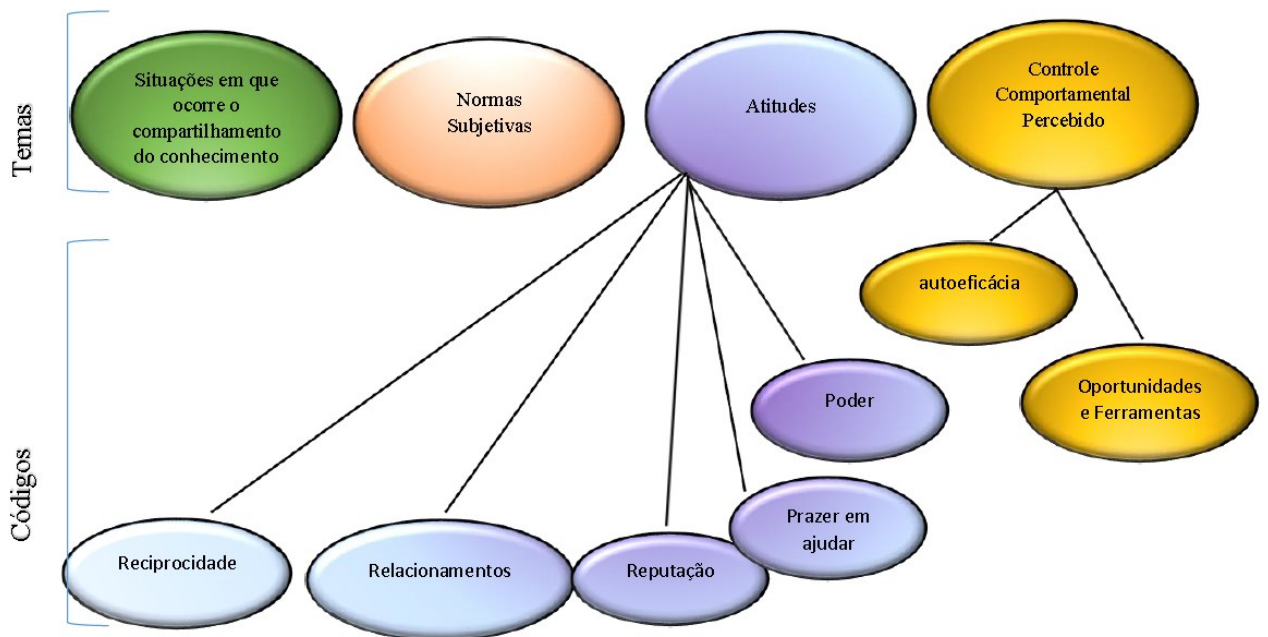 Temas
Situações em que
ocorre o
compartilhamento
do conhecimento
Normas
Subjetivas
Atitudes
Controle
Comportamental
Percebido
Códigos
autoeficácia
Oportunidades
e Ferramentas
Poder
Prazer em
ajudar
Reciprocidade
Relacionamentos
Reputação